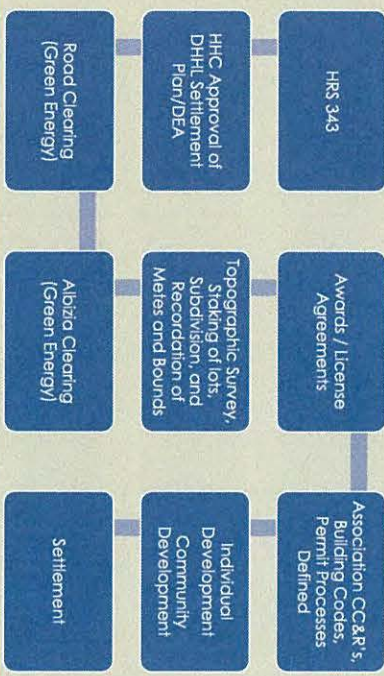 HRS 343
HHC Approval of
DHHL Settlement
Plan/DEA
Road Clearing
(Green Energy)
Albizia Clearing
(Green Energy)
Topographic Survey,
Staking of lots,
Subdivision, and
Recordation of
Metes and Bounds
Awards / License
Agreements
Association CC&R's,
Building Codes,
Permit Processes
Defined
Individual
Development
Community
Development
Settlement